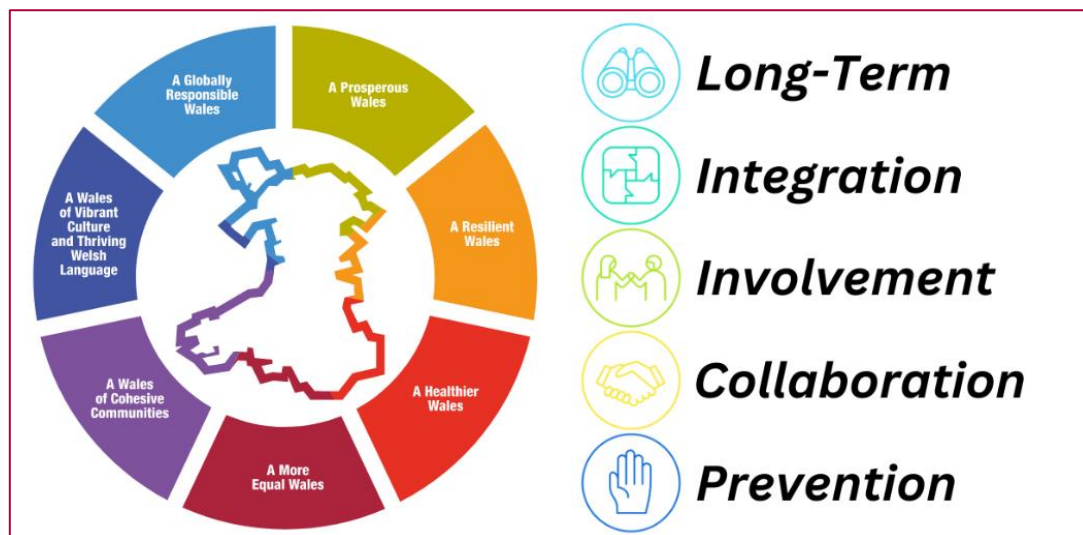 A Globally
Responsible
Wales
A Prosperous
Wales
A Resilient
Wales
A Healthier
Wales
A More
Equal Wales
A Wales
of Cohesive
Communities
A Wales
of Vibrant
Culture
and Thriving
Welsh
Language
Long-Term
Integration
Involvement
Collaboration
Prevention